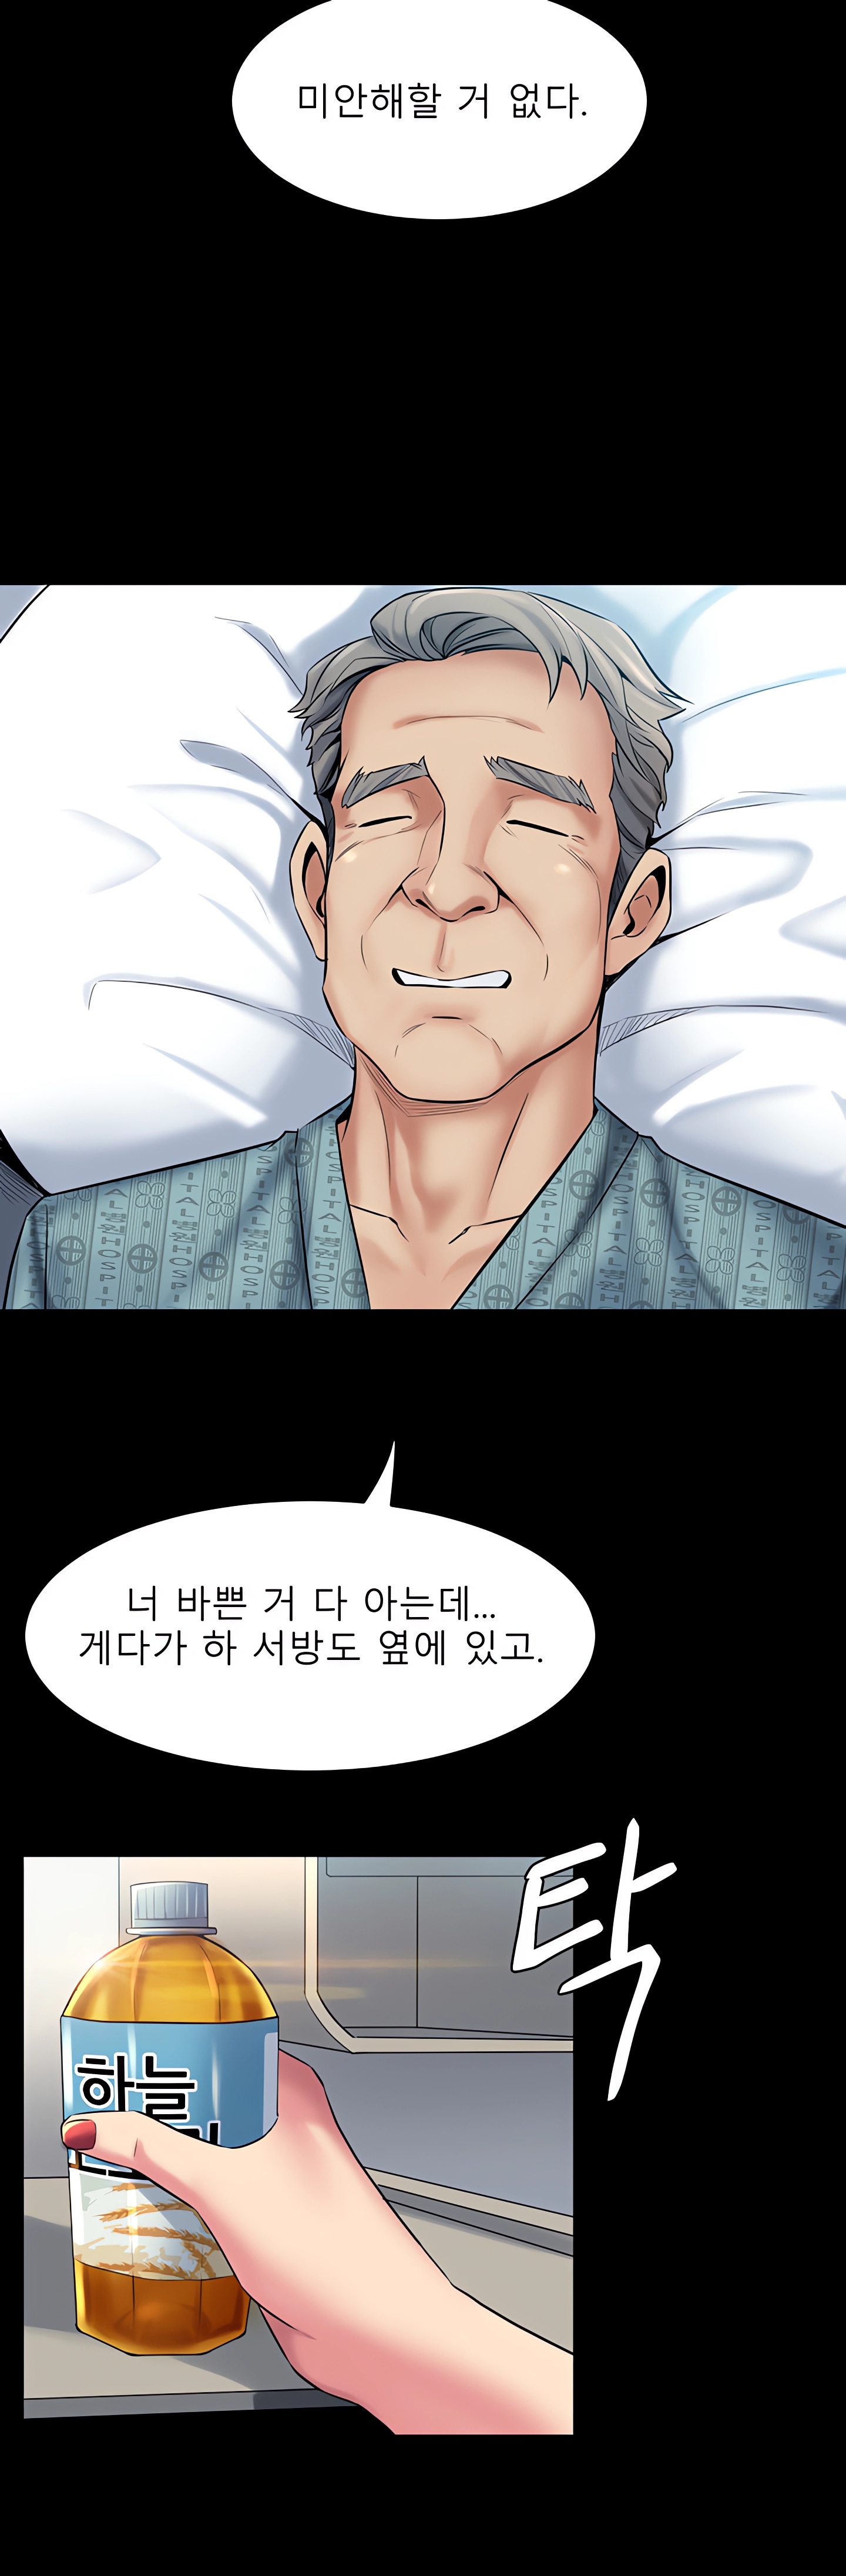 미안해할 거 없다.
너 바쁜 거 다 아는데...
게다가 하 서방도 옆에 있고.
탁
하늘